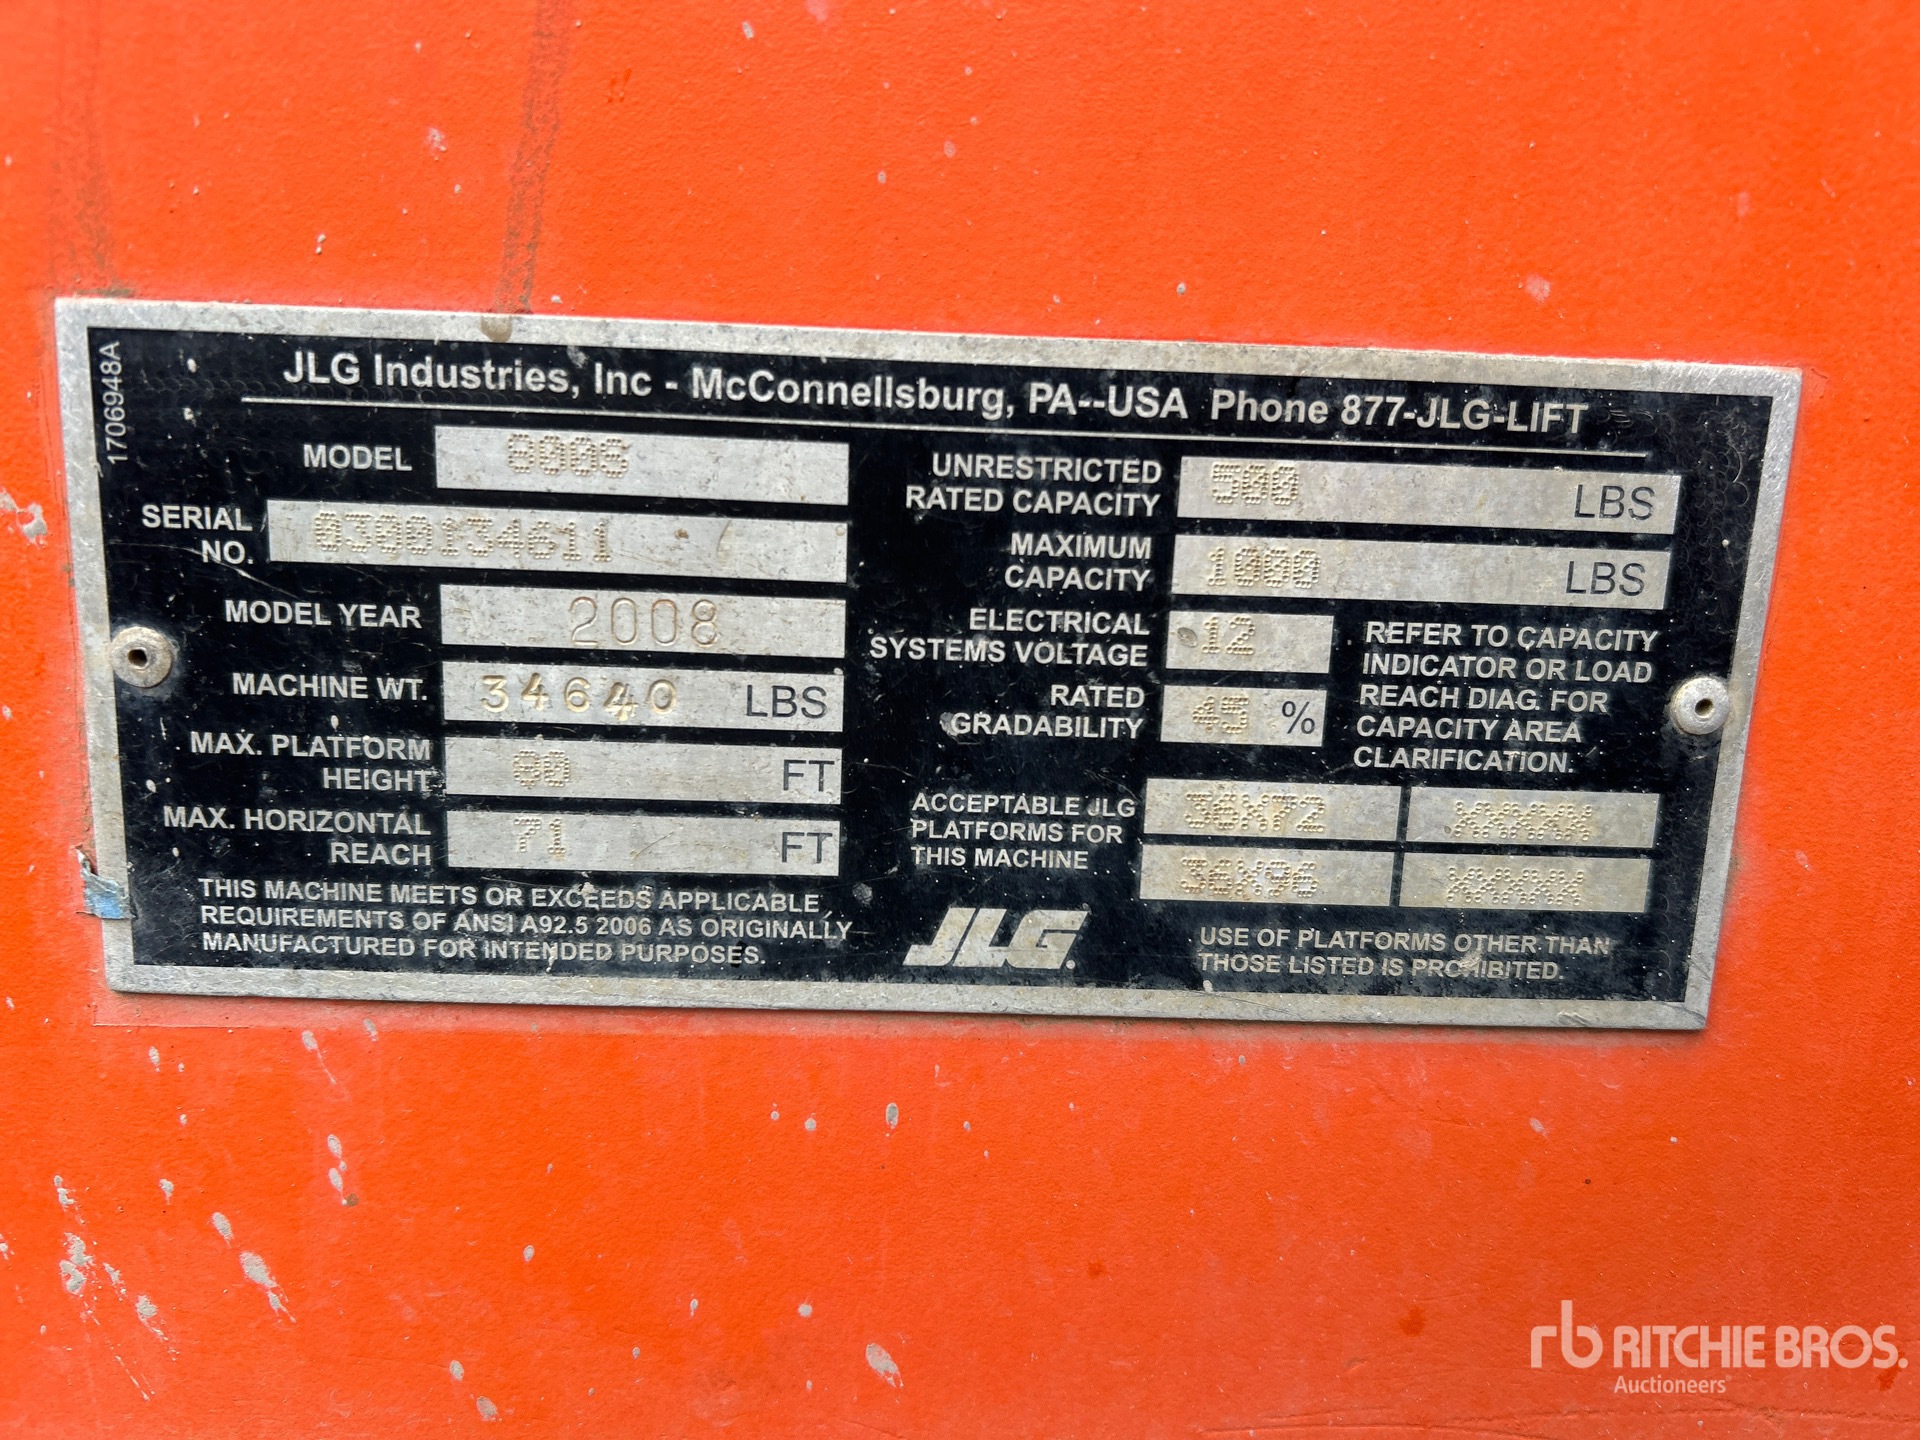 1706948A
JLG Industries, Inc - McConnellsburg, PA--USA Phone 877-JLG-LIFT
MODEL 800S
SERIAL NO. 0300134611
MODEL YEAR 2008
MACHINE WT. 34640 LBS
MAX. PLATFORM HEIGHT 80 FT
MAX. HORIZONTAL REACH 71 FT
THIS MACHINE MEETS OR EXCEEDS APPLICABLE
REQUIREMENTS OF ANSI A92.5 2006 AS ORIGINALLY
MANUFACTURED FOR INTENDED PURPOSES.
UNRESTRICTED
RATED CAPACITY 500 LBS
MAXIMUM
CAPACITY 1000 LBS
ELECTRICAL
SYSTEMS VOLTAGE 12
RATED
GRADABILITY 45 %
REFER TO CAPACITY
INDICATOR OR LOAD
REACH DIAG. FOR
CAPACITY AREA
CLARIFICATION.
ACCEPTABLE JLG
PLATFORMS FOR
THIS MACHINE
36X72 XXXXX
36X96 XXXXX
JLG.
USE OF PLATFORMS OTHER THAN
THOSE LISTED IS PROHIBITED.
rb RITCHIE BROS.
Auctioneers